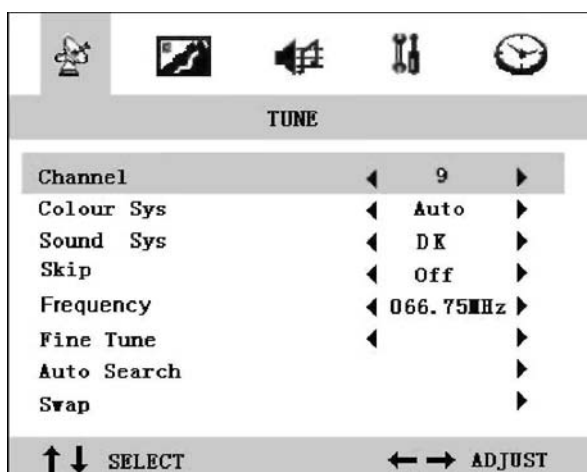 TUNE
Channel 9
Colour Sys Auto
Sound Sys DK
Skip Off
Frequency 066.75MHz
Fine Tune
Auto Search
Swap
SELECT ADJUST